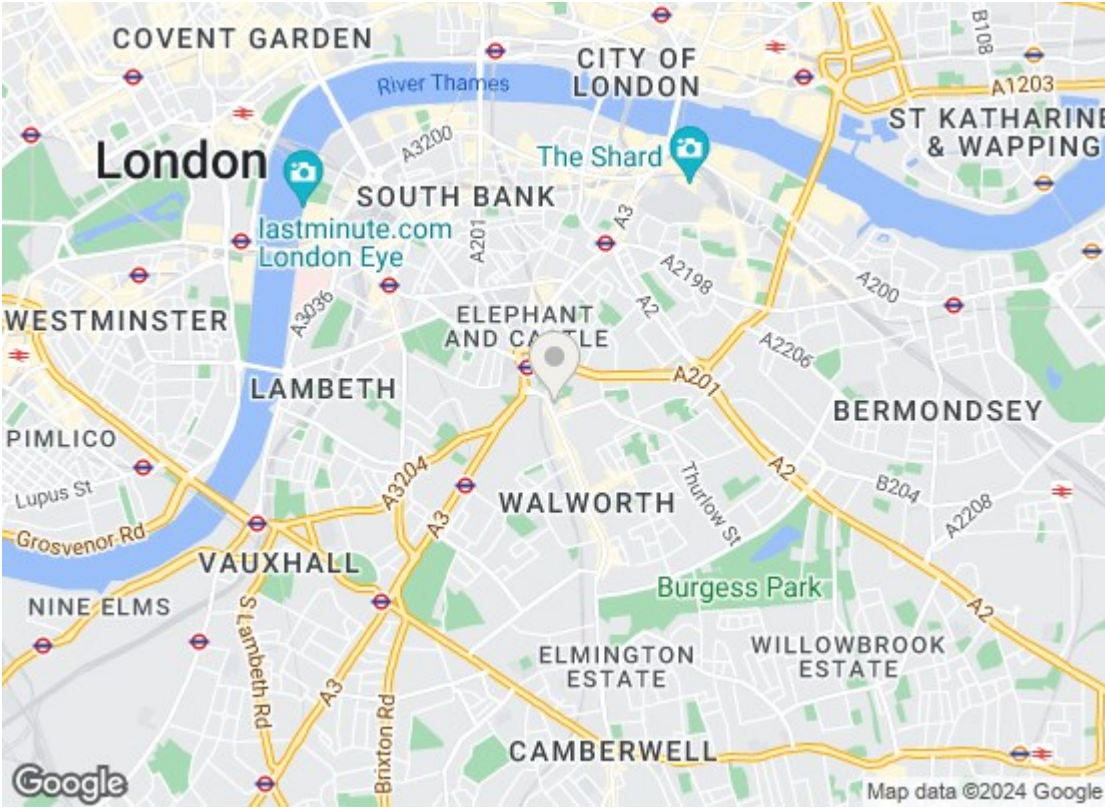 COVENT GARDEN
CITY OF
LONDON
B108
River Thames
A1203
ST KATHARINE
& WAPPING
A3200
London
The Shard
SOUTH BANK
A3
A201
lastminute.com
London Eye
A2198
A200
A3036
A2
WESTMINSTER
ELEPHANT
AND CASTLE
A2206
LAMBETH
A201
BERMONDSEY
PIMLICO
A3204
A2
Lupus St
Thurlow St
B204
WALWORTH
A2208
Grosvenor Rd
A3
VAUXHALL
Burgess Park
NINE ELMS
A2
S Lambeth Rd
ELMINGTON
ESTATE
WILLOWBROOK
ESTATE
A3
Brixton Rd
CAMBERWELL
Google
Map data ©2024 Google